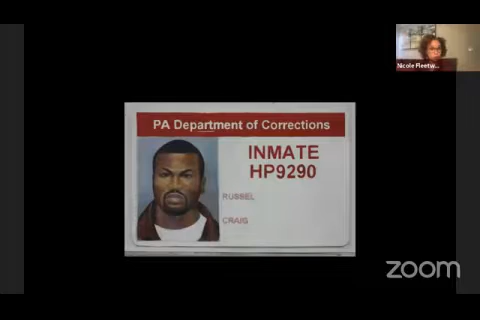 Nicole Fleetw...
PA Department of Corrections
INMATE
HP9290
RUSSEL
CRAIG
zoom